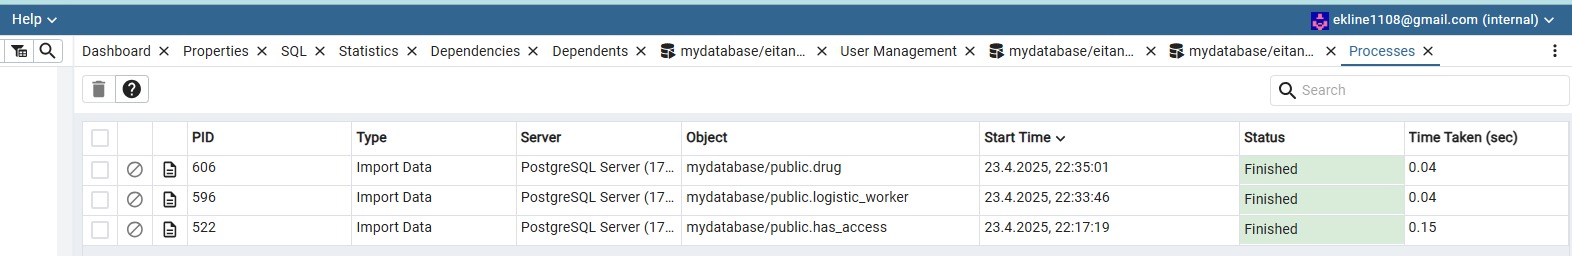 Help ekline1108@gmail.com (internal)
Dashboard Properties SQL Statistics Dependencies Dependents mydatabase/eitan... User Management mydatabase/eitan... mydatabase/eitan... Processes
Search
PID Type Server Object Start Time Status Time Taken (sec)
606 Import Data PostgreSQL Server (17... mydatabase/public.drug 23.4.2025, 22:35:01 Finished 0.04
596 Import Data PostgreSQL Server (17... mydatabase/public.logistic_worker 23.4.2025, 22:33:46 Finished 0.04
522 Import Data PostgreSQL Server (17... mydatabase/public.has_access 23.4.2025, 22:17:19 Finished 0.15